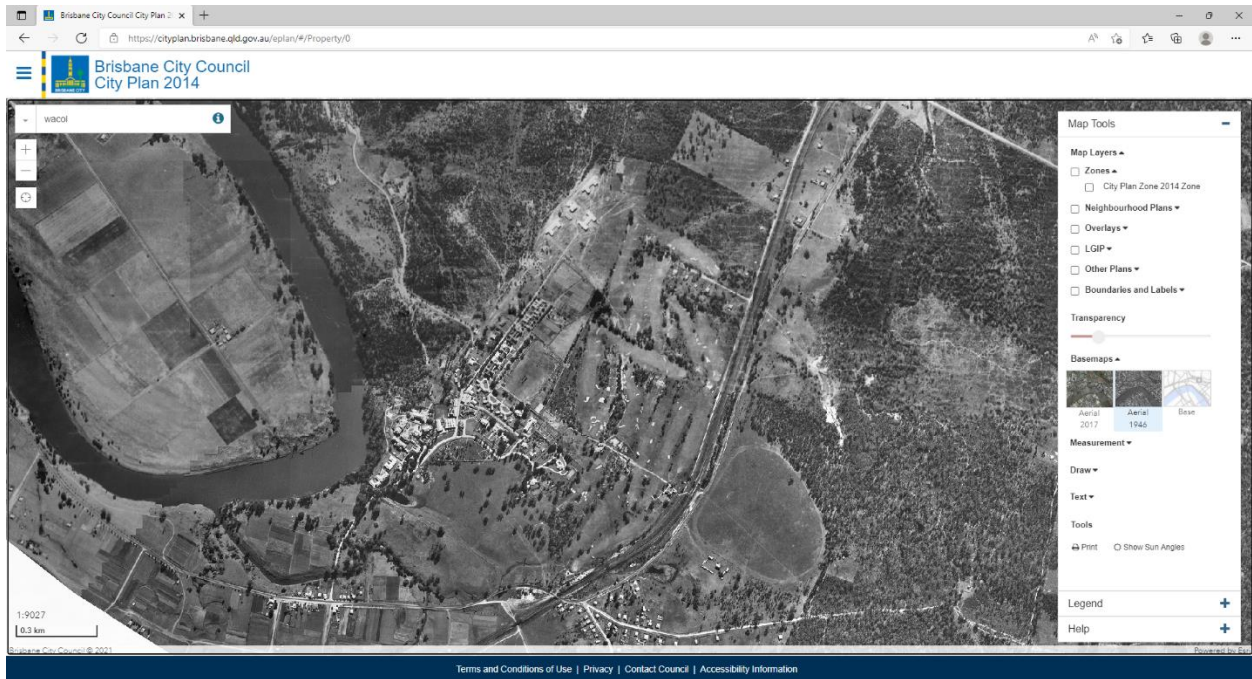 Brisbane City Council City Plan 2
https://cityplan.brisbane.qld.gov.au/eplan/#/Property/0
Brisbane City Council
City Plan 2014
BRISBANE CITY
wacol
Map Tools
Map Layers
Zones
City Plan Zone 2014 Zone
Neighbourhood Plans
Overlays
LGIP
Other Plans
Boundaries and Labels
Transparency
Basemaps
Aerial 2017
Aerial 1946
Base
Measurement
Draw
Text
Tools
Print
Show Sun Angles
Legend
Help
1:9027
0.3 km
Brisbane City Council © 2021
Powered by Esri
Terms and Conditions of Use | Privacy | Contact Council | Accessibility Information